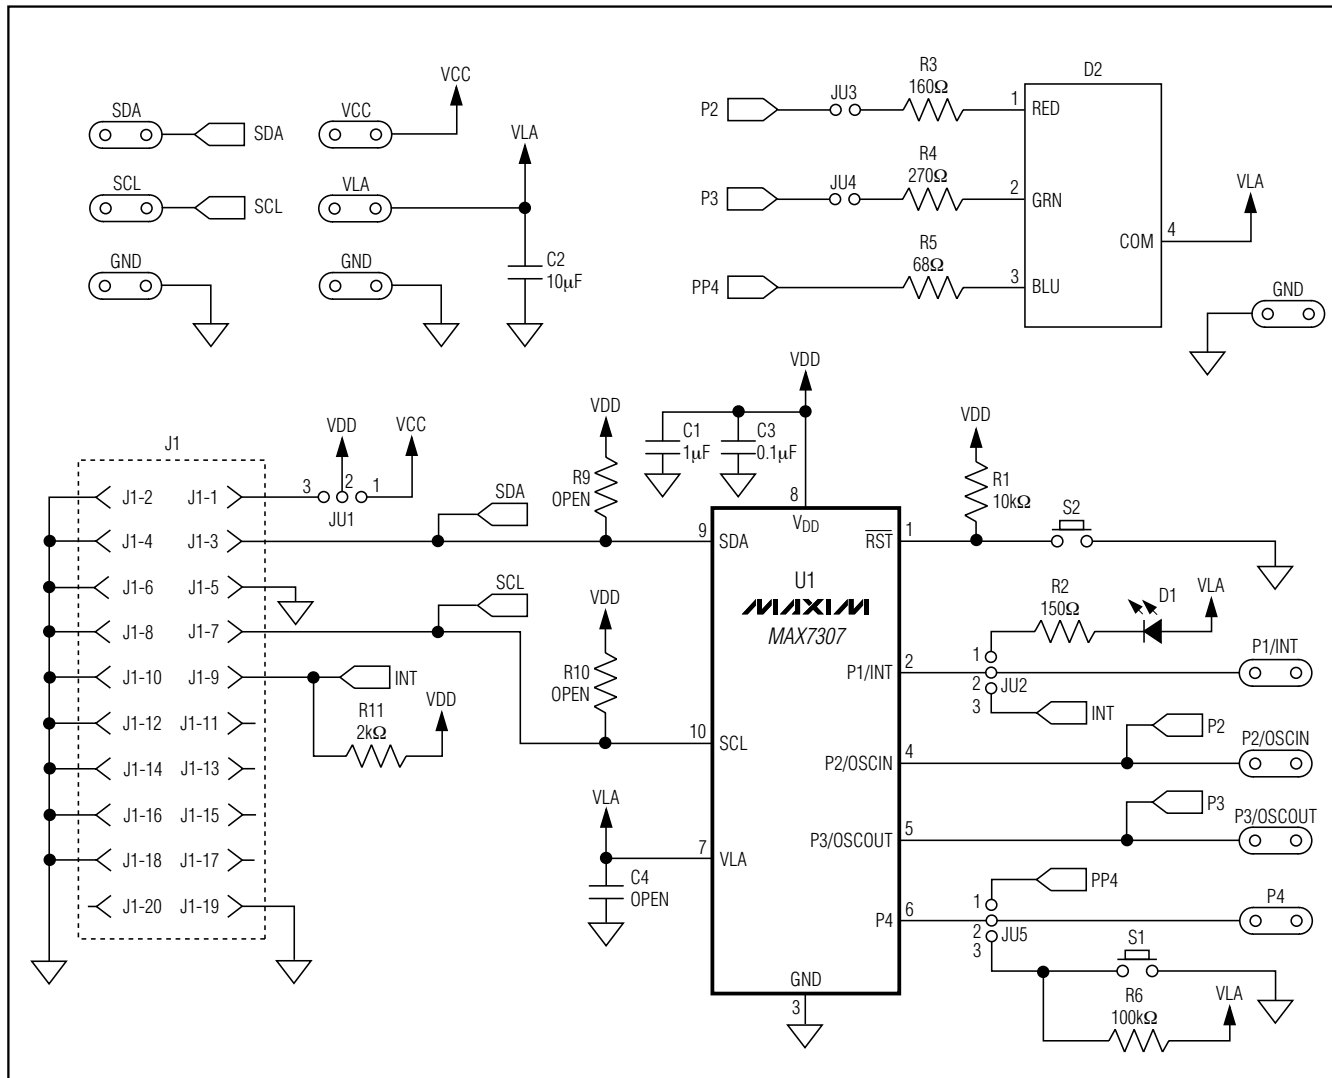 SDA
SDA
SCL
SCL
GND
VCC
VCC
VLA
VLA
GND
C2
10µF
P2
JU3
R3
160Ω
1
RED
D2
P3
JU4
R4
270Ω
2
GRN
PP4
R5
68Ω
3
BLU
COM
4
VLA
GND
J1
J1-2
J1-1
J1-4
J1-3
J1-6
J1-5
J1-8
J1-7
J1-10
J1-9
J1-12
J1-11
J1-14
J1-13
J1-16
J1-15
J1-18
J1-17
J1-20
J1-19
VDD
VCC
3
2
1
JU1
SDA
SCL
INT
R11
2kΩ
VDD
VDD
R9
OPEN
VDD
R10
OPEN
VLA
C4
OPEN
VDD
C1
1µF
C3
0.1µF
8
VDD
9
SDA
10
SCL
7
VLA
U1
MAXIM
MAX7307
GND
3
RST
1
P1/INT
2
P2/OSCIN
4
P3/OSCOUT
5
P4
6
VDD
R1
10kΩ
S2
R2
150Ω
D1
VLA
1
2
3
JU2
INT
P1/INT
P2
P2/OSCIN
P3
P3/OSCOUT
PP4
1
2
3
JU5
P4
S1
R6
100kΩ
VLA